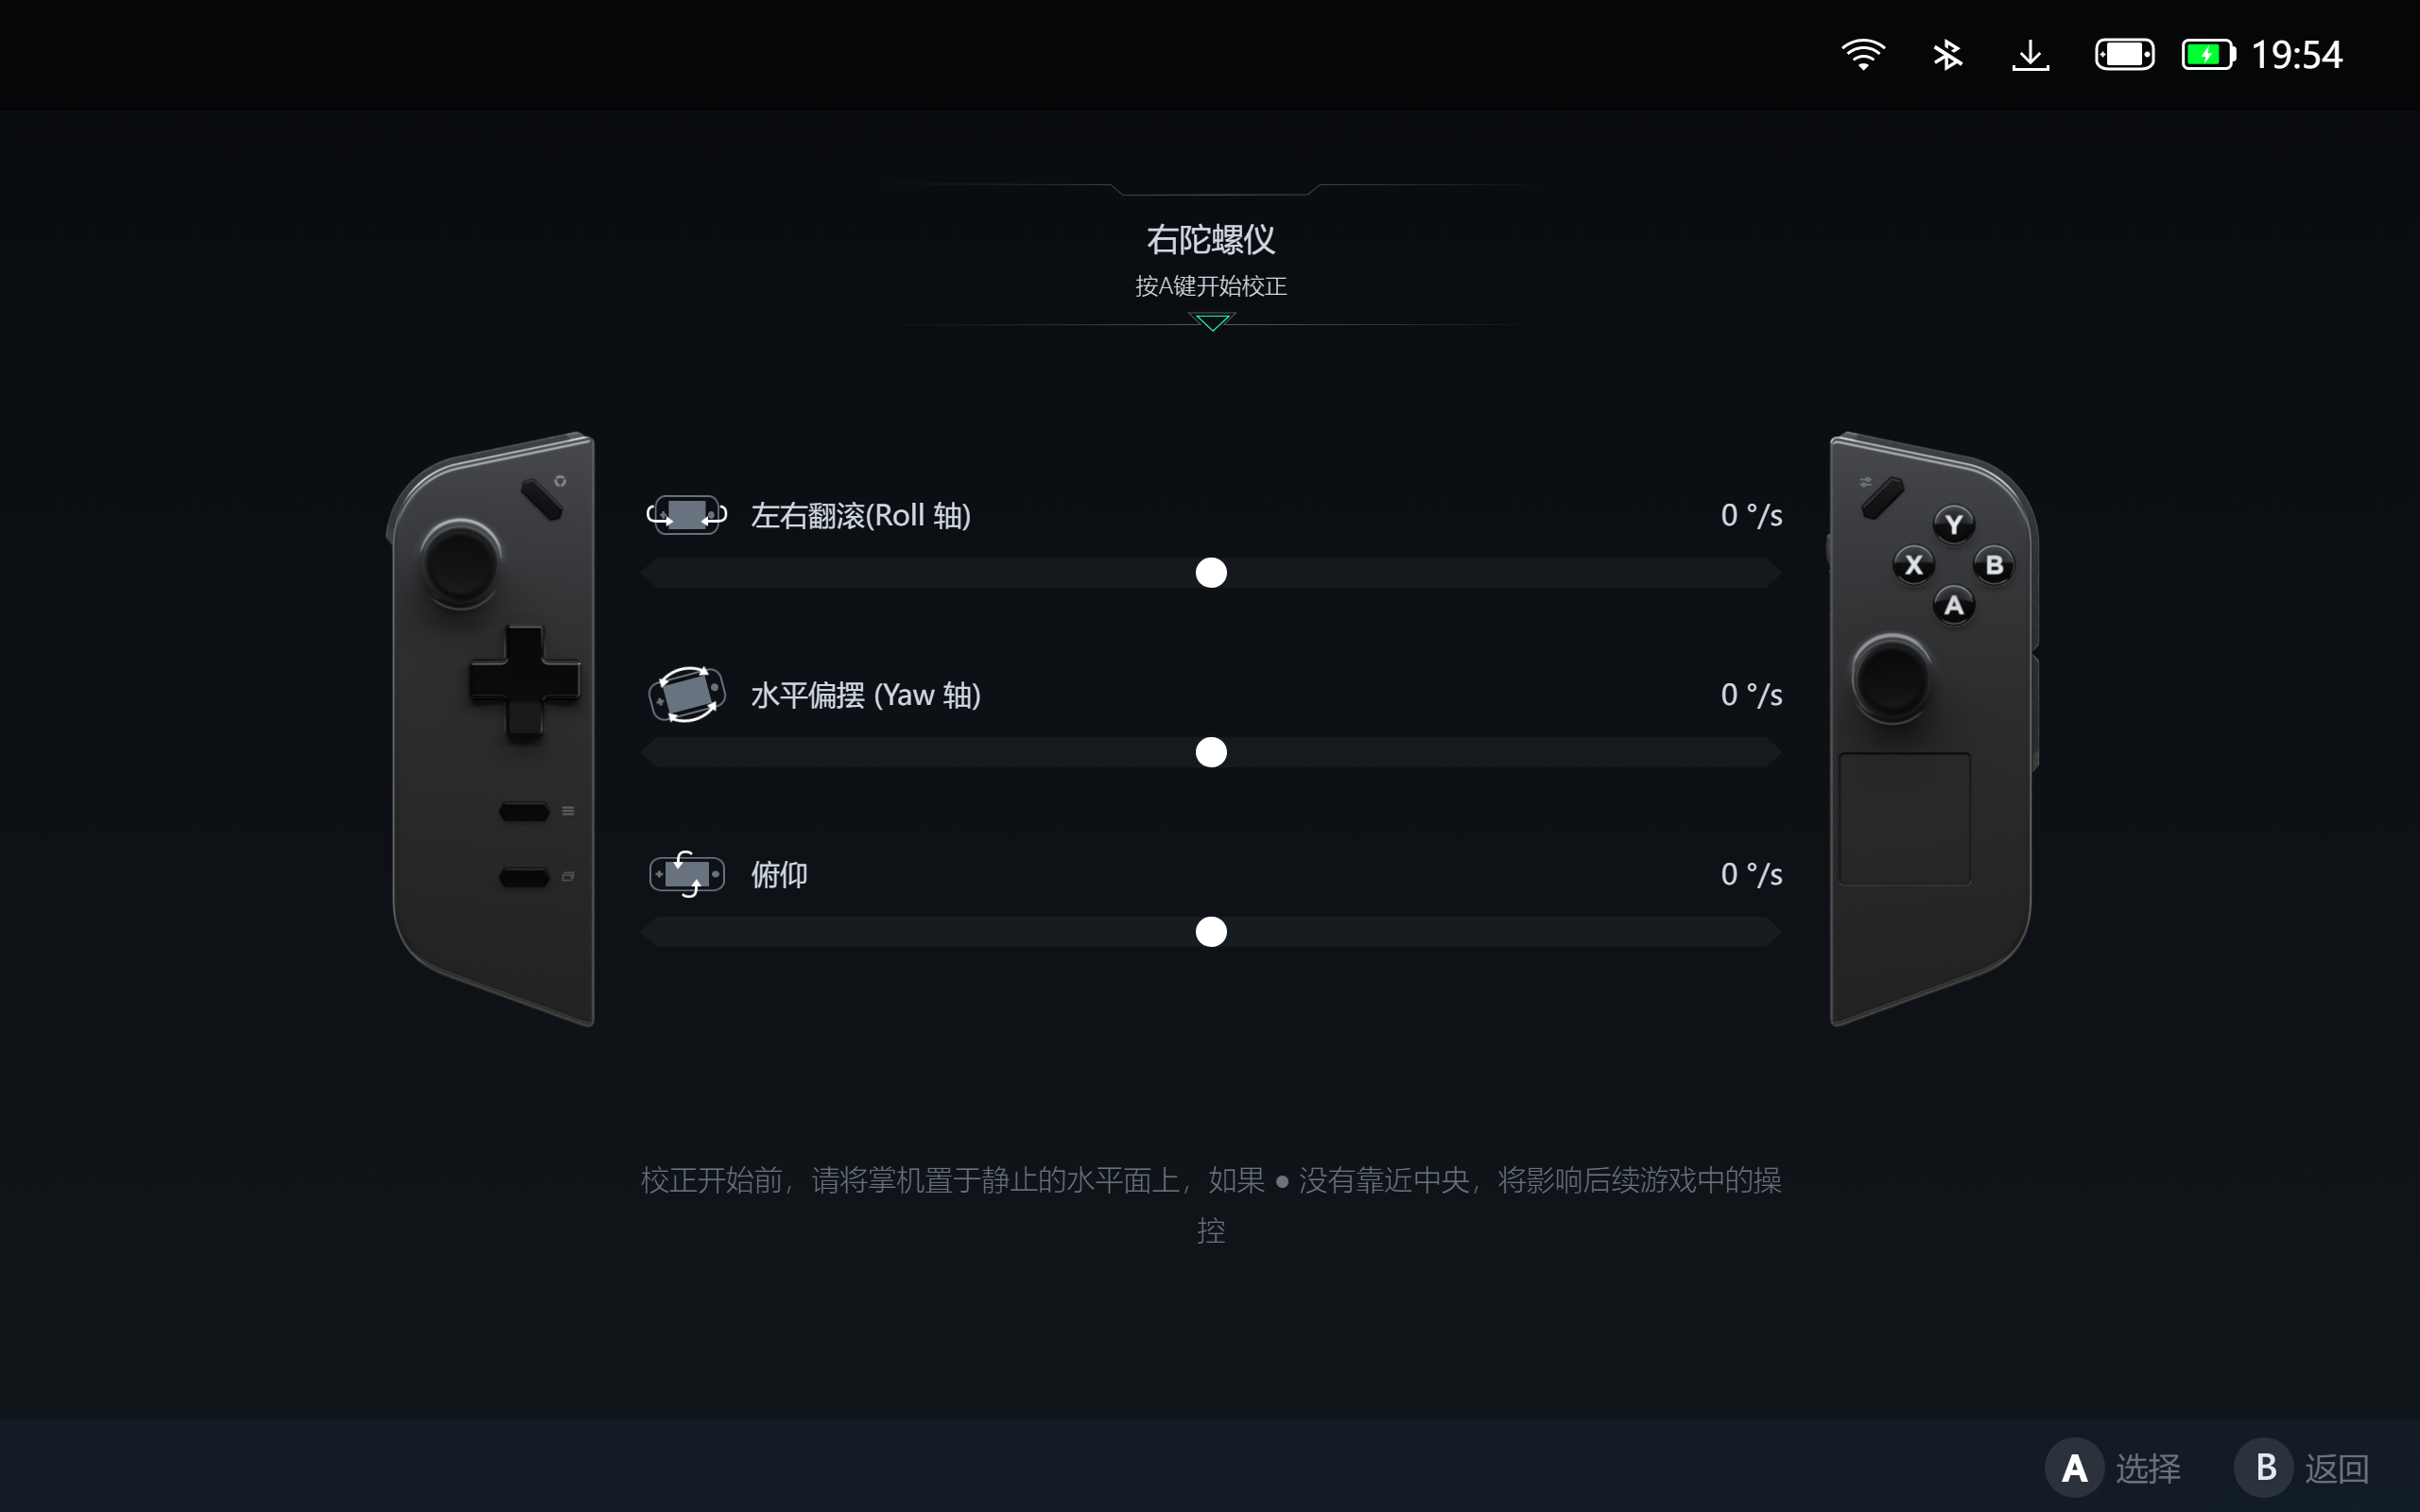 19:54
右陀螺仪
按A键开始校正
左右翻滚(Roll 轴) 0 °/s
水平偏摆 (Yaw 轴) 0 °/s
俯仰 0 °/s
Y
X B
A
校正开始前，请将掌机置于静止的水平面上，如果 ● 没有靠近中央，将影响后续游戏中的操
控
A 选择 B 返回